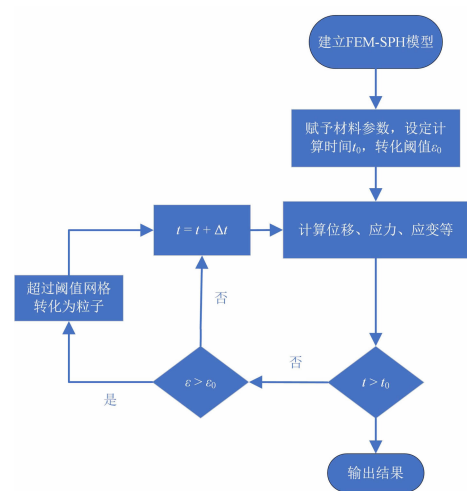 建立FEM-SPH模型
赋予材料参数，设定计
算时间t₀，转化阈值ε₀
t = t + Δt
计算位移、应力、应变等
超过阈值网格
转化为粒子
否
ε > ε₀
否
t > t₀
是
输出结果